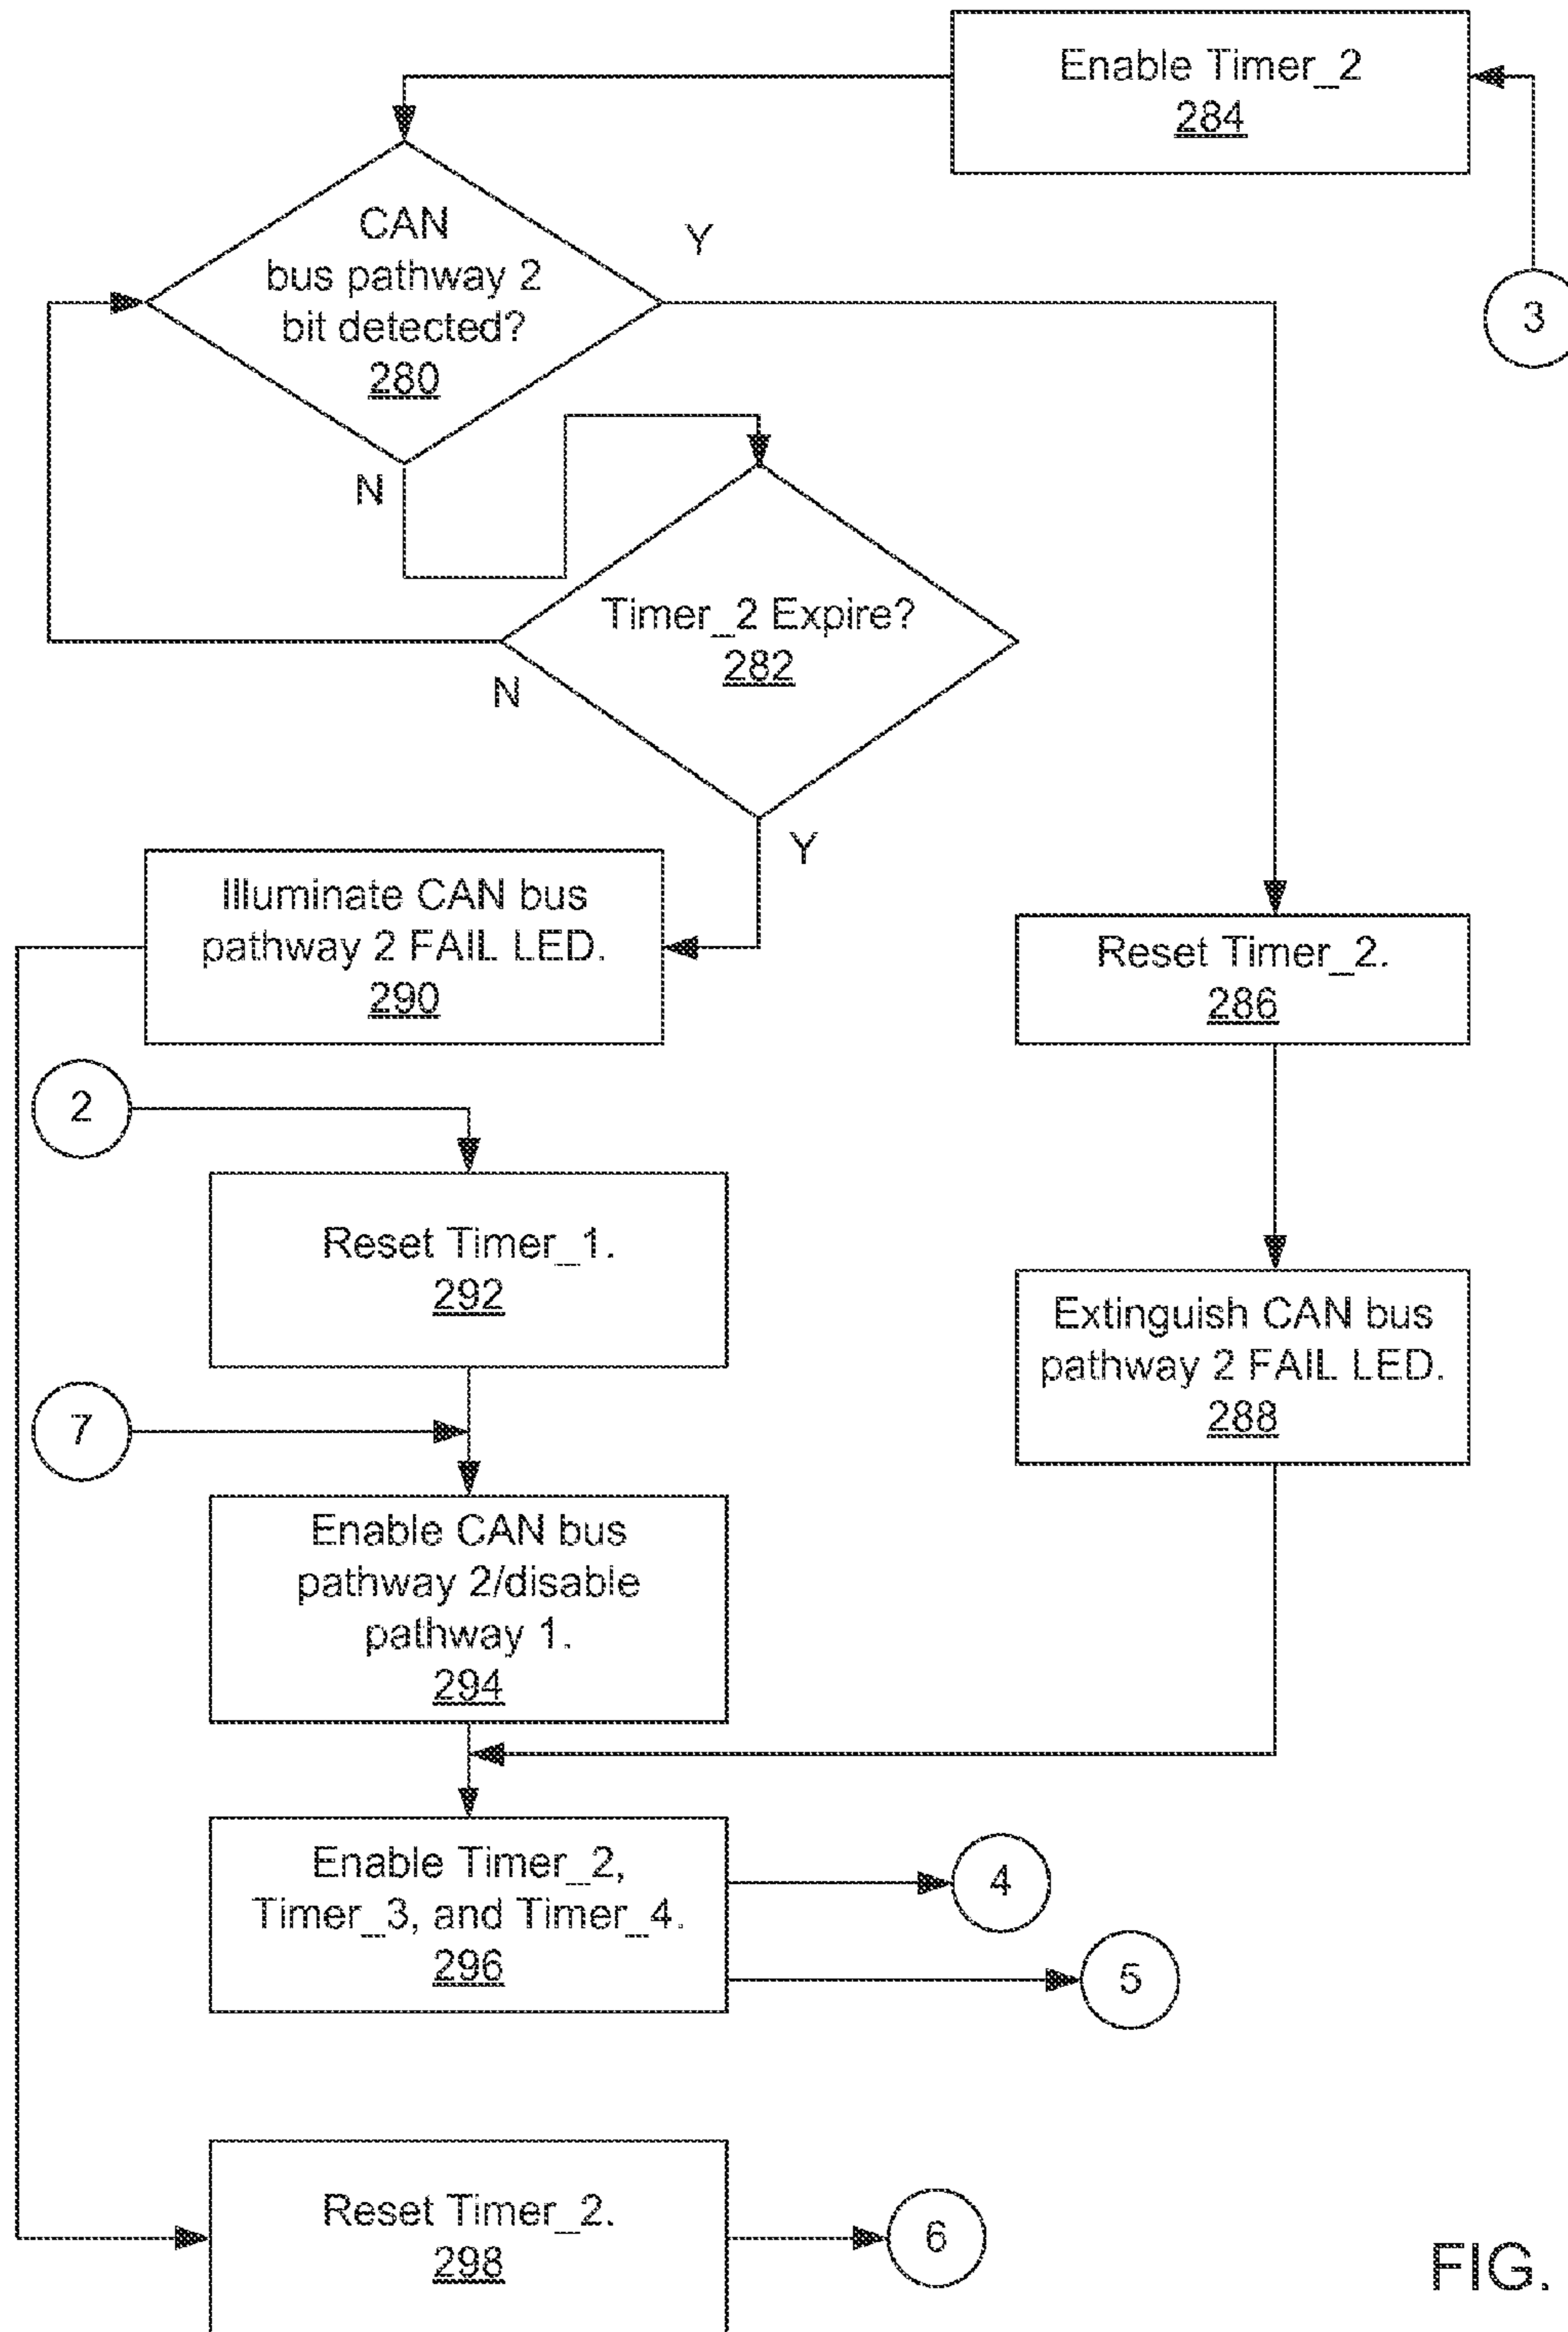 Enable Timer_2
284
3
CAN
bus pathway 2
bit detected?
280
Y
N
Timer_2 Expire?
282
N
Y
Illuminate CAN bus
pathway 2 FAIL LED.
290
Reset Timer_2.
286
2
Reset Timer_1.
292
Extinguish CAN bus
pathway 2 FAIL LED.
288
7
Enable CAN bus
pathway 2/disable
pathway 1.
294
Enable Timer_2,
Timer_3, and Timer_4.
296
4
5
Reset Timer_2.
298
6
FIG.